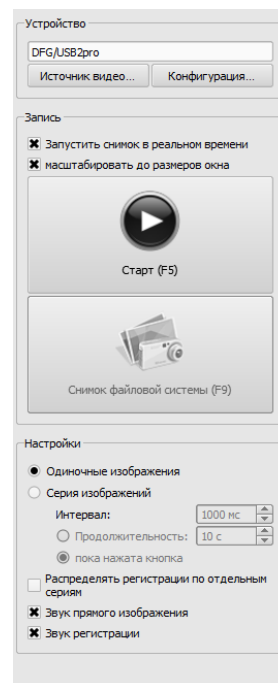 Устройство
DFG/USB2pro
Источник видео... Конфигурация...
Запись
Запустить снимок в реальном времени
масштабировать до размеров окна
Старт (F5)
Снимок файловой системы (F9)
Настройки
Одиночные изображения
Серия изображений
Интервал: 1000 мс
Продолжительность: 10 с
пока нажата кнопка
Распределять регистрации по отдельным
сериям
Звук прямого изображения
Звук регистрации